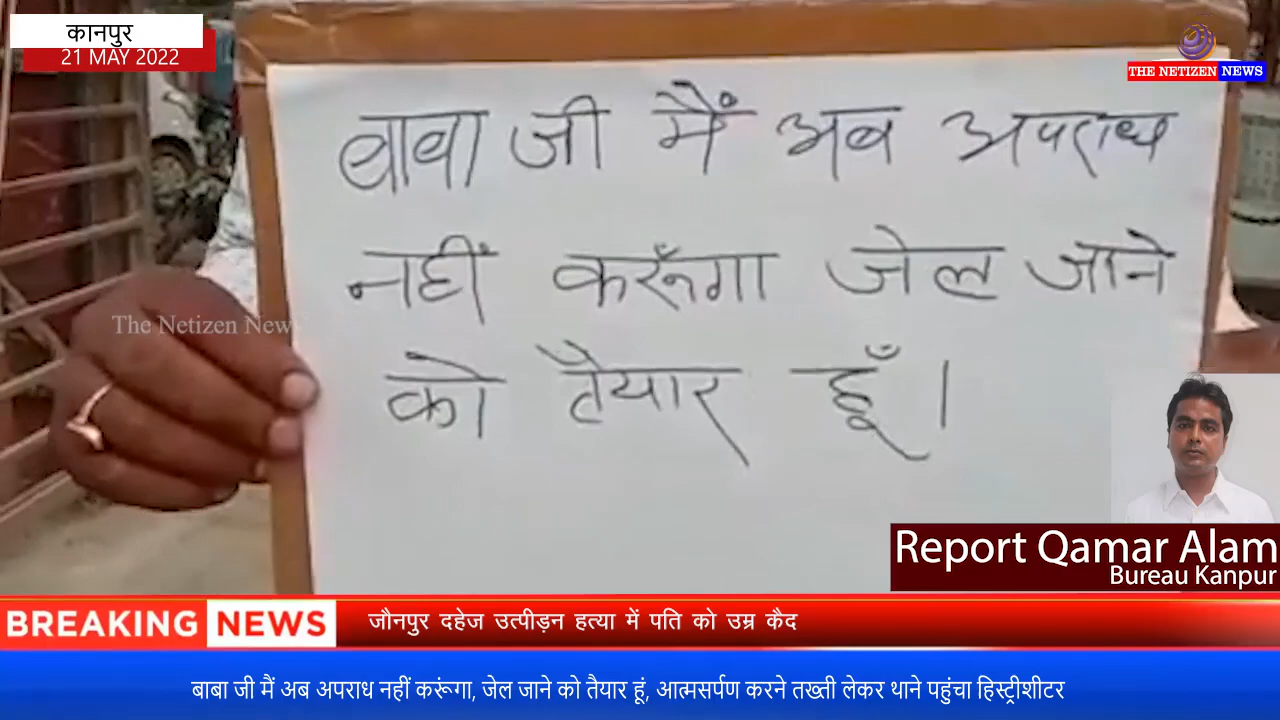 कानपुर
21 MAY 2022
THE NETIZEN NEWS
बाबा जी मैं अब अपराध
नहीं करूँगा जेल जाने
को तैयार हूँ।
The Netizen News
Report Qamar Alam
Bureau Kanpur
BREAKING NEWS
जौनपुर दहेज उत्पीड़न हत्या में पति को उम्र कैद
बाबा जी मैं अब अपराध नहीं करूंगा, जेल जाने को तैयार हूं, आत्मसर्पण करने तख्ती लेकर थाने पहुंचा हिस्ट्रीशीटर